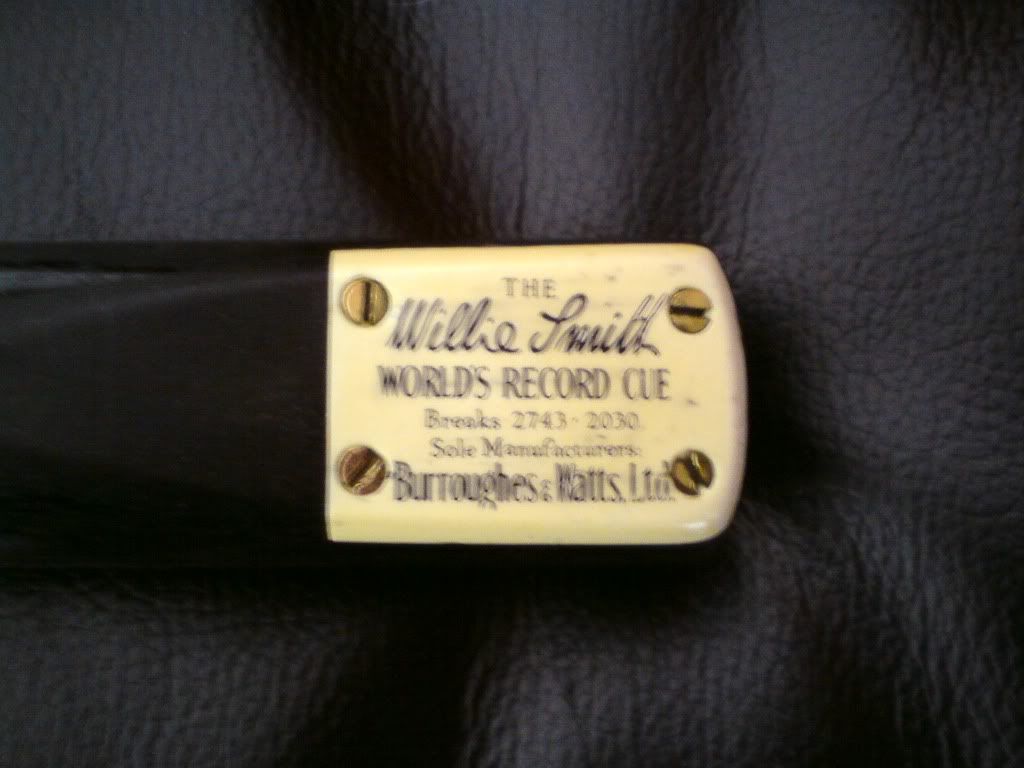 THE
Willie Smith
WORLD'S RECORD CUE
Breaks 2743 · 2030.
Sole Manufacturers:
Burroughes & Watts, Ltd.